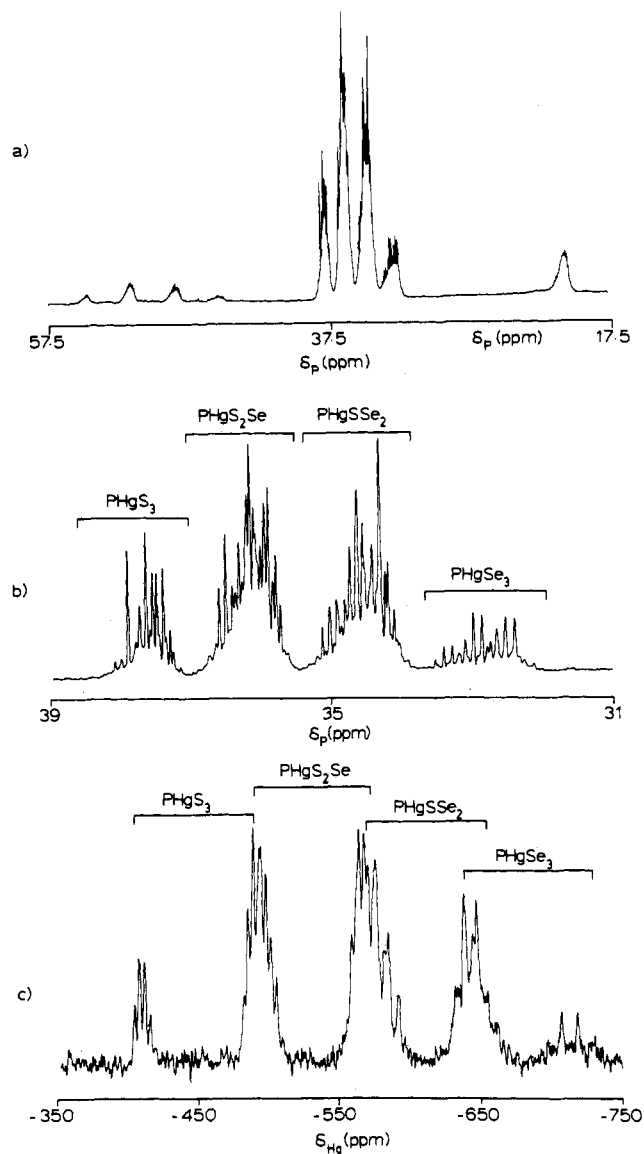 a)
57.5 37.5 δP(ppm) 17.5
δP(ppm)
PHgS2Se PHgSSe2
PHgS3
PHgSe3
b)
39 35 31
δP(ppm)
PHgS2Se
PHgS3 PHgSSe2
PHgSe3
c)
-350 -450 -550 -650 -750
δHg(ppm)